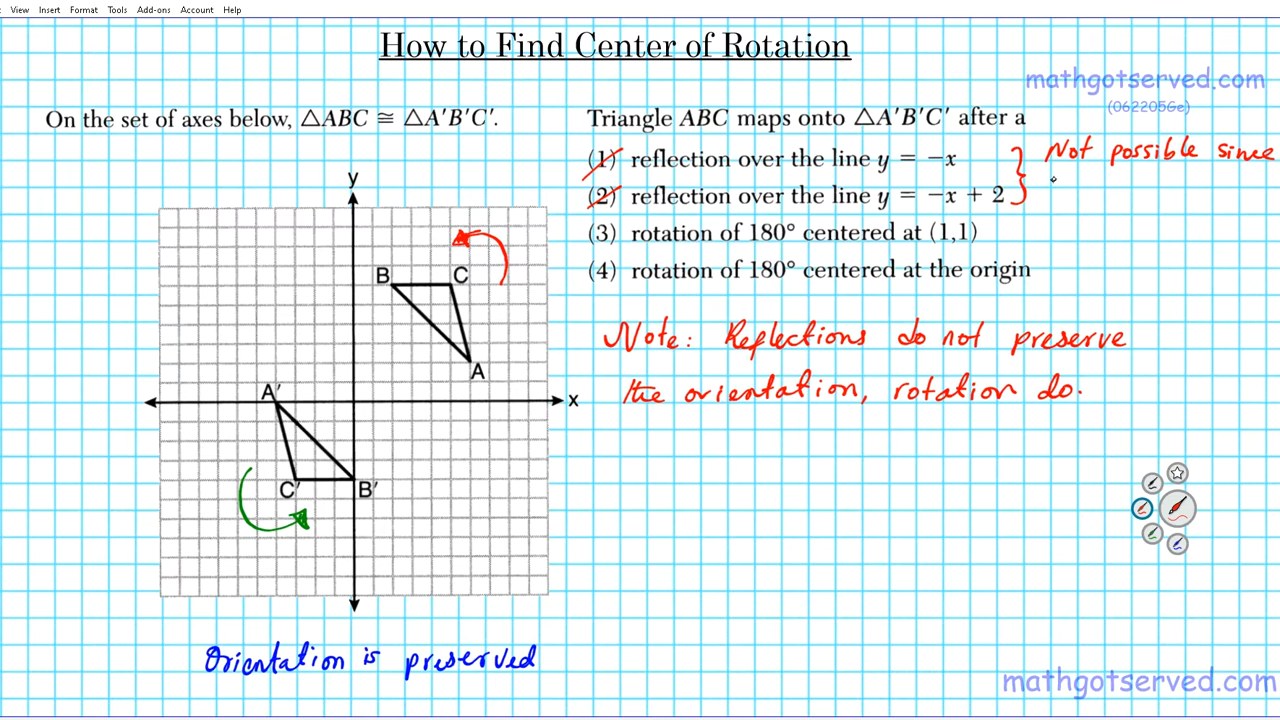 View Insert Format Tools Add-ons Account Help
How to Find Center of Rotation
mathgotserved.com
(062205Ge)
On the set of axes below, △ABC ≅ △A′B′C′.
Triangle ABC maps onto △A′B′C′ after a
(1) reflection over the line y = −x
(2) reflection over the line y = −x + 2
(3) rotation of 180° centered at (1,1)
(4) rotation of 180° centered at the origin
Not possible since
Note: Reflections do not preserve
the orientation, rotation do.
y
B C
A
A′
x
C′ B′
Orientation is preserved
mathgotserved.com